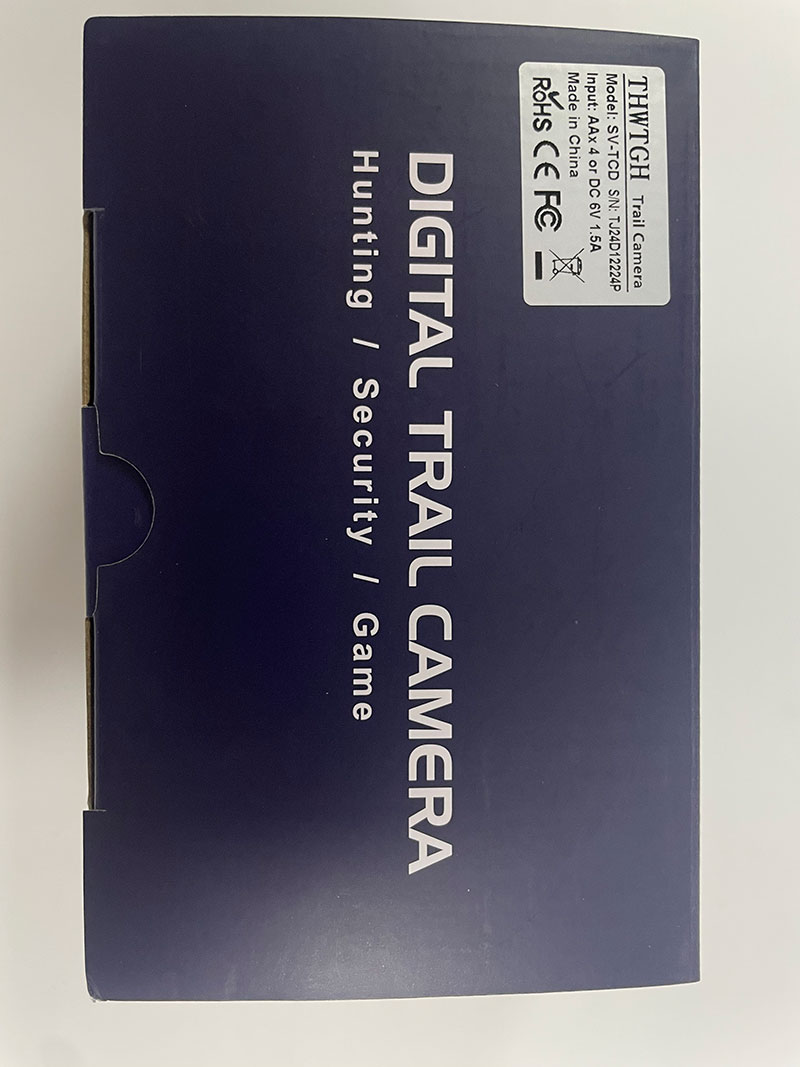 THWTGH Trail Camera
Model: SV-TCD S/N: TJ24D12224P
Input: AAx 4 or DC 6V 1.5A
Made in China
RoHS CE FC
DIGITAL TRAIL CAMERA
Hunting / Security / Game